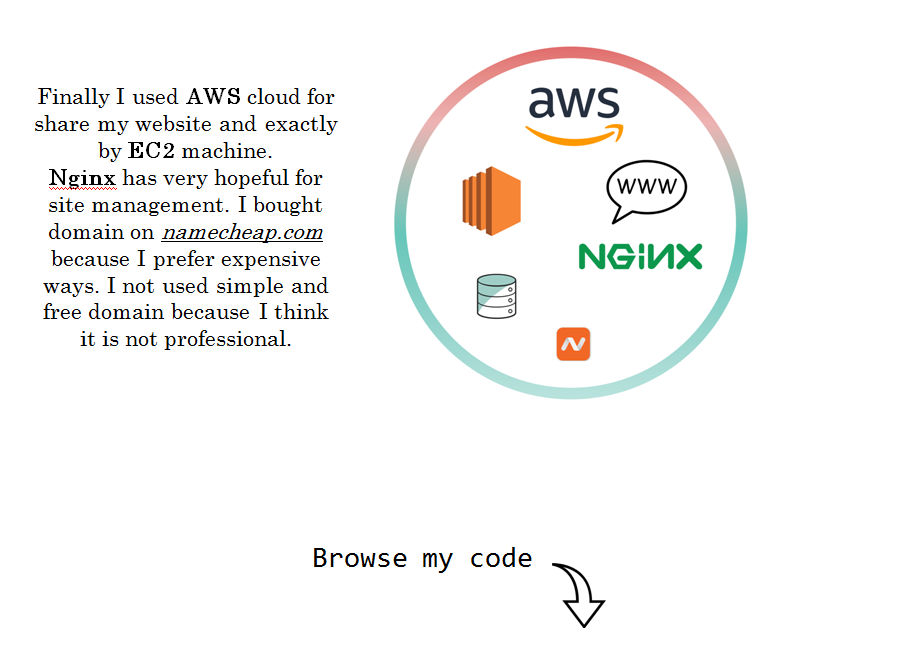 Finally I used AWS cloud for
share my website and exactly
by EC2 machine.
Nginx has very hopeful for
site management. I bought
domain on namecheap.com
because I prefer expensive
ways. I not used simple and
free domain because I think
it is not professional.
aws
WWW
NGiNX
N
Browse my code